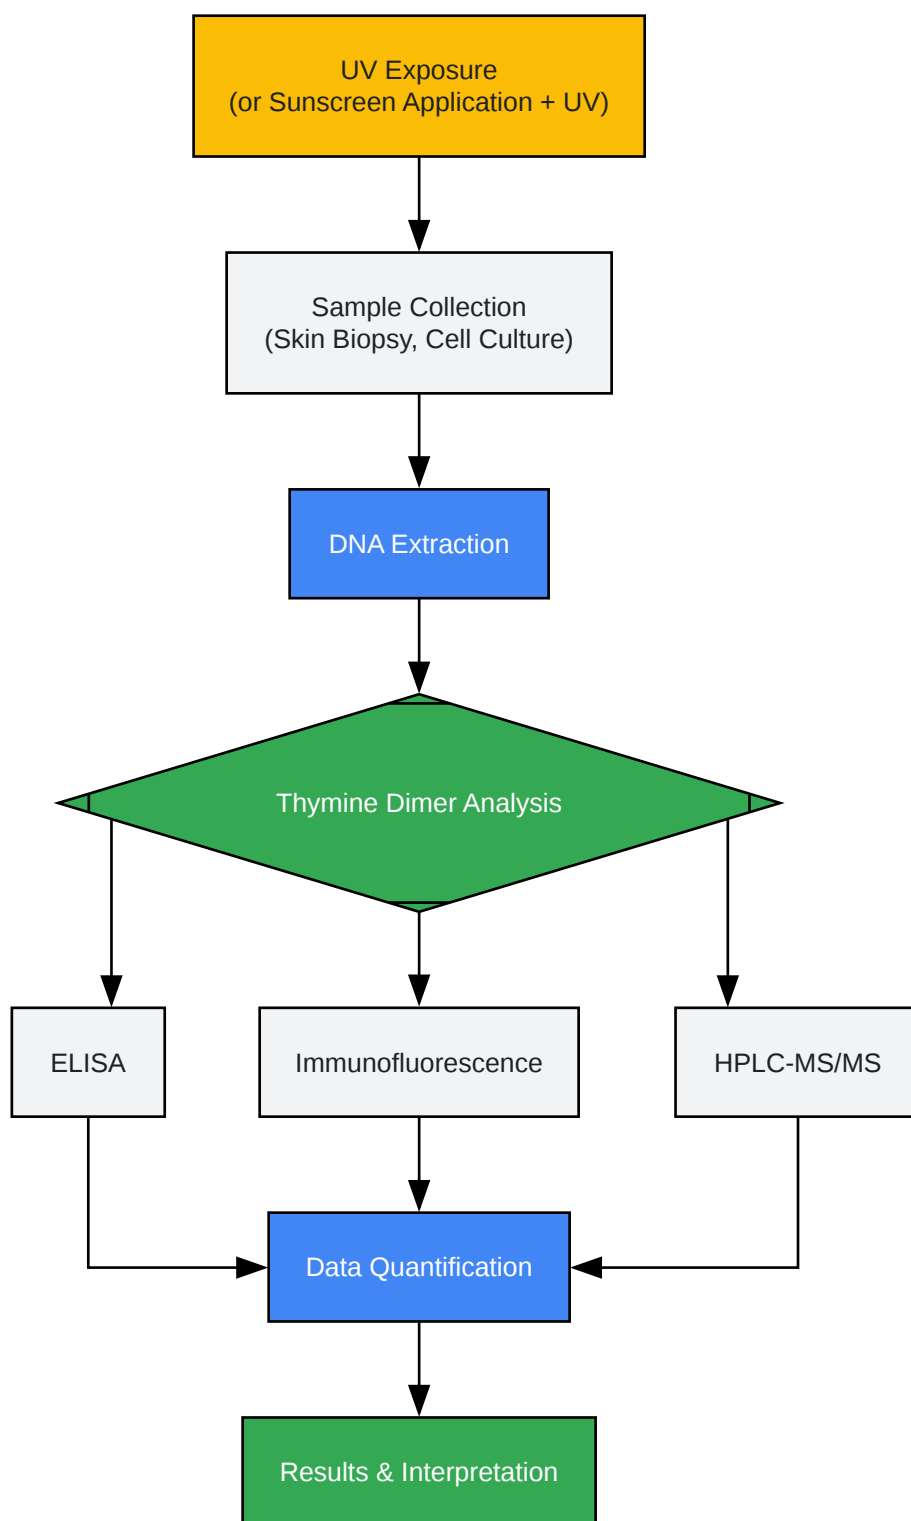 UV Exposure
(or Sunscreen Application + UV)
Sample Collection
(Skin Biopsy, Cell Culture)
DNA Extraction
Thymine Dimer Analysis
ELISA
Immunofluorescence
HPLC-MS/MS
Data Quantification
Results & Interpretation